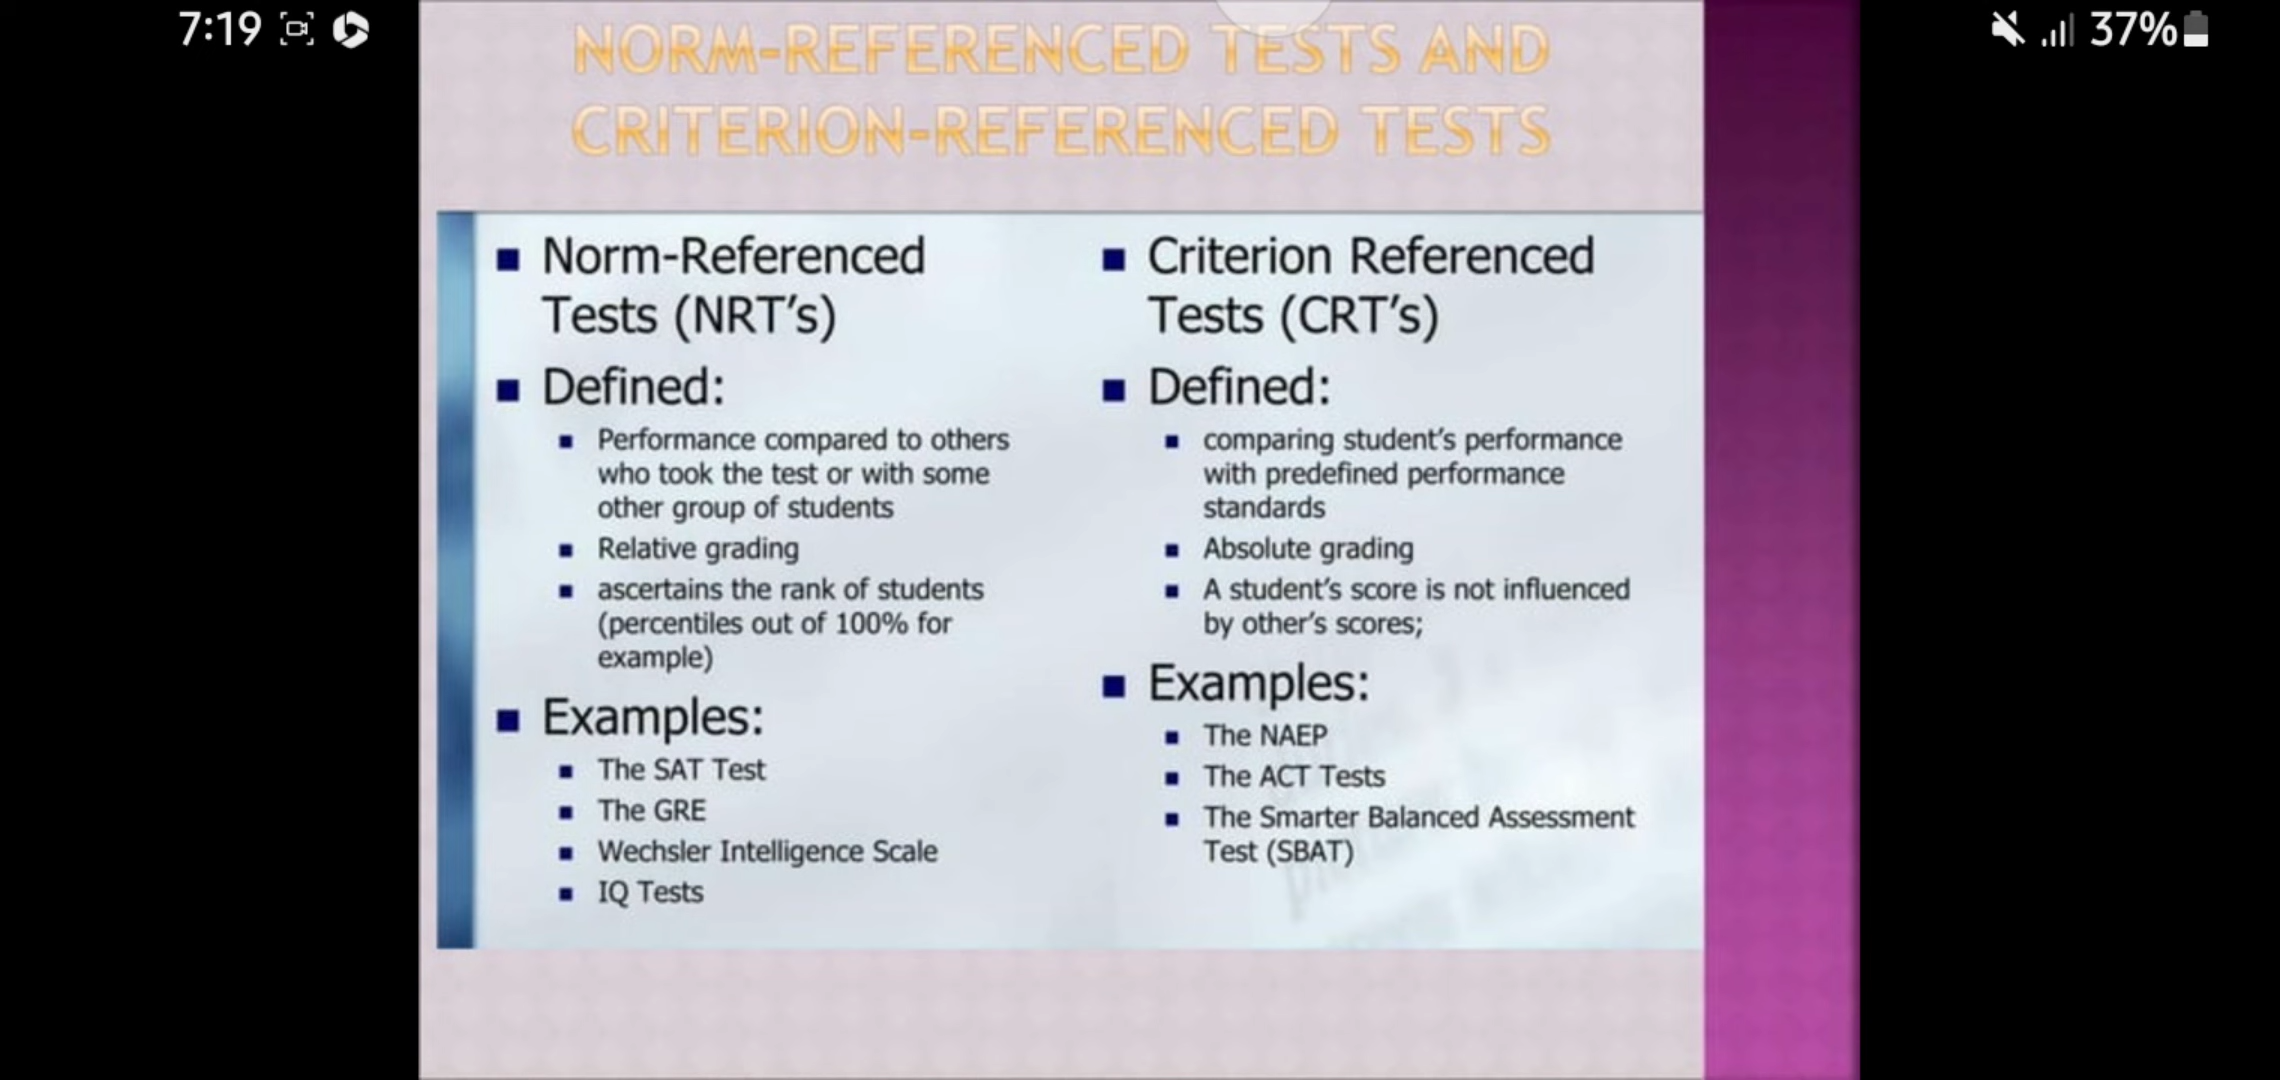 7:19
37%
NORM-REFERENCED TESTS AND
CRITERION-REFERENCED TESTS
Norm-Referenced
Tests (NRT's)
Defined:
Performance compared to others
who took the test or with some
other group of students
Relative grading
ascertains the rank of students
(percentiles out of 100% for
example)
Examples:
The SAT Test
The GRE
Wechsler Intelligence Scale
IQ Tests
Criterion Referenced
Tests (CRT's)
Defined:
comparing student's performance
with predefined performance
standards
Absolute grading
A student's score is not influenced
by other's scores;
Examples:
The NAEP
The ACT Tests
The Smarter Balanced Assessment
Test (SBAT)